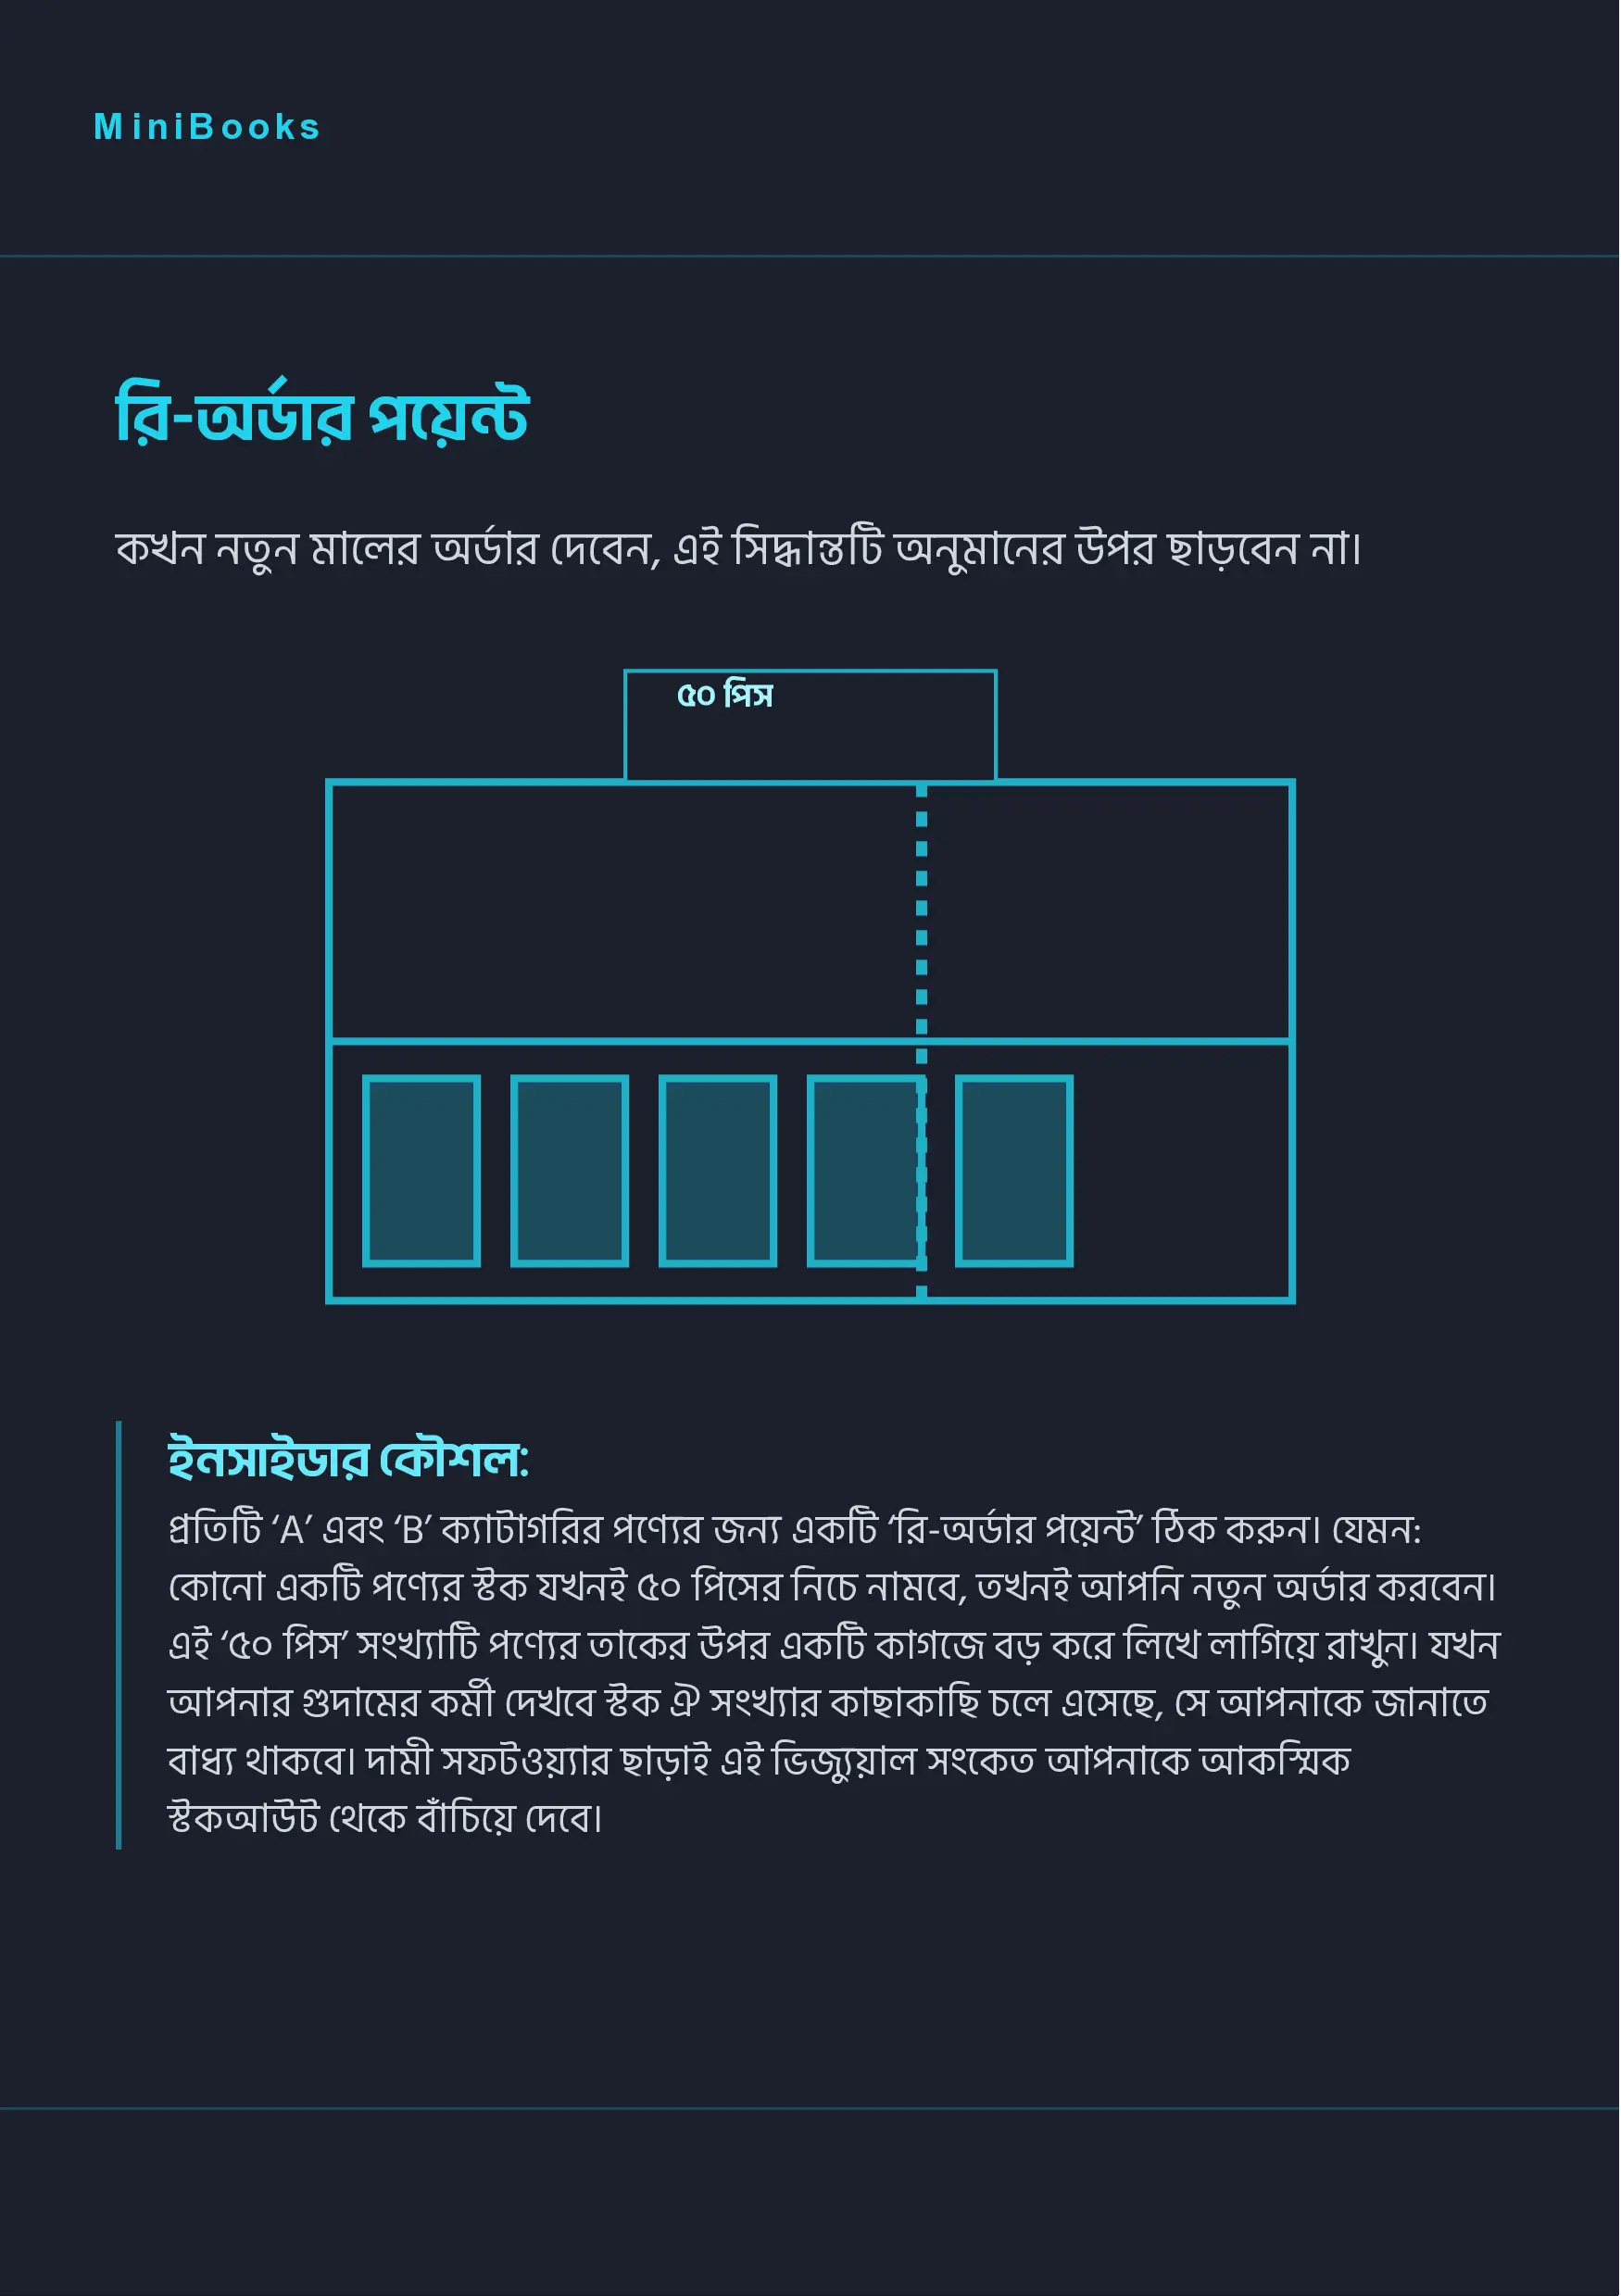 MiniBooks
রি-অর্ডার পয়েন্ট
কখন নতুন মালের অর্ডার দেবেন, এই সিদ্ধান্তটি অনুমানের উপর ছাড়বেন না।
৫০ পিস
ইনসাইডার কৌশল:
প্রতিটি ‘A’ এবং ‘B’ ক্যাটাগরির পণ্যের জন্য একটি ‘রি-অর্ডার পয়েন্ট’ ঠিক করুন। যেমন:
কোনো একটি পণ্যের স্টক যখনই ৫০ পিসের নিচে নামবে, তখনই আপনি নতুন অর্ডার করবেন।
এই ‘৫০ পিস’ সংখ্যাটি পণ্যের তাকের উপর একটি কাগজে বড় করে লিখে লাগিয়ে রাখুন। যখন
আপনার গুদামের কর্মী দেখবে স্টক ঐ সংখ্যার কাছাকাছি চলে এসেছে, সে আপনাকে জানাতে
বাধ্য থাকবে। দামী সফটওয়্যার ছাড়াই এই ভিজ্যুয়াল সংকেত আপনাকে আকস্মিক
স্টকআউট থেকে বাঁচিয়ে দেবে।